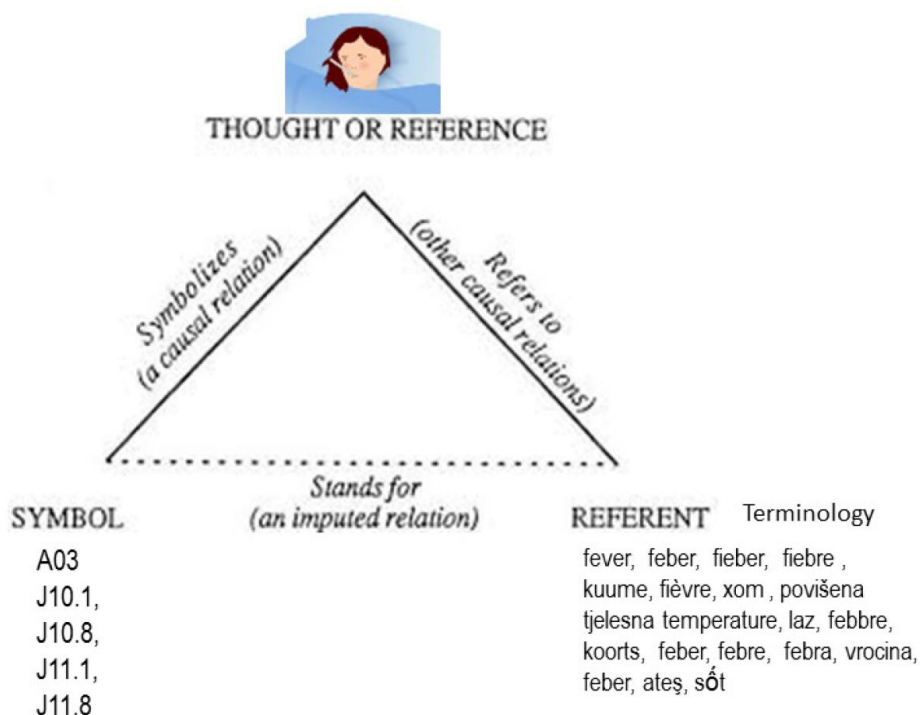 THOUGHT OR REFERENCE
Symbolizes
(a causal relation)
Refers to
(other causal relations)
Stands for
(an imputed relation)
SYMBOL
A03
J10.1,
J10.8,
J11.1,
J11.8
REFERENT Terminology
fever, feber, fieber, fiebre ,
kuume, fièvre, xom , povišena
tjelesna temperature, laz, febbre,
koorts, feber, febre, febra, vrocina,
feber, ateş, sốt